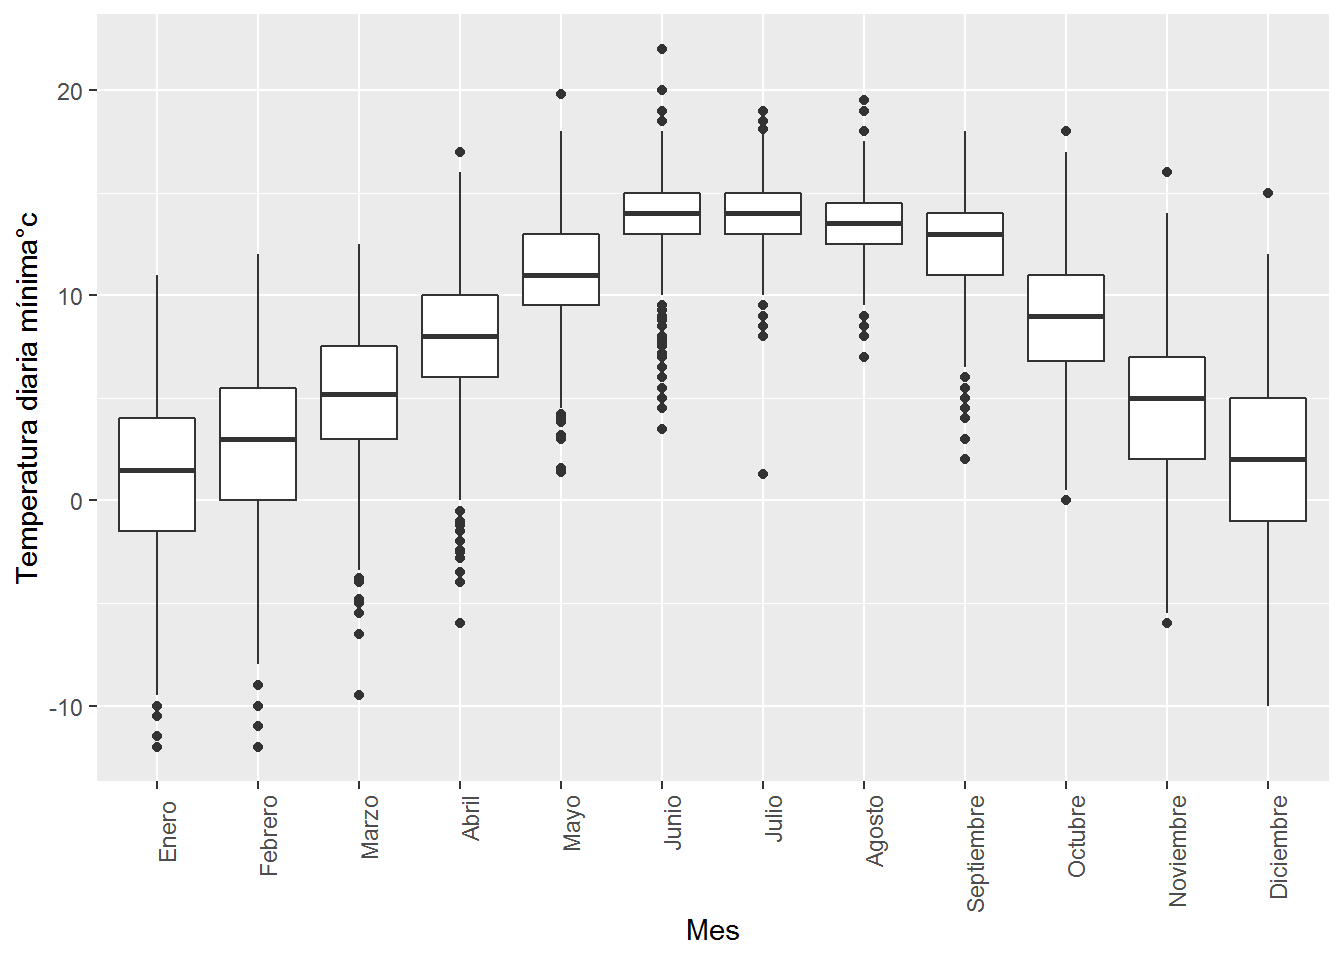 Temperatura diaria mínima°c
20
10
0
-10
Enero
Febrero
Marzo
Abril
Mayo
Junio
Julio
Agosto
Septiembre
Octubre
Noviembre
Diciembre
Mes